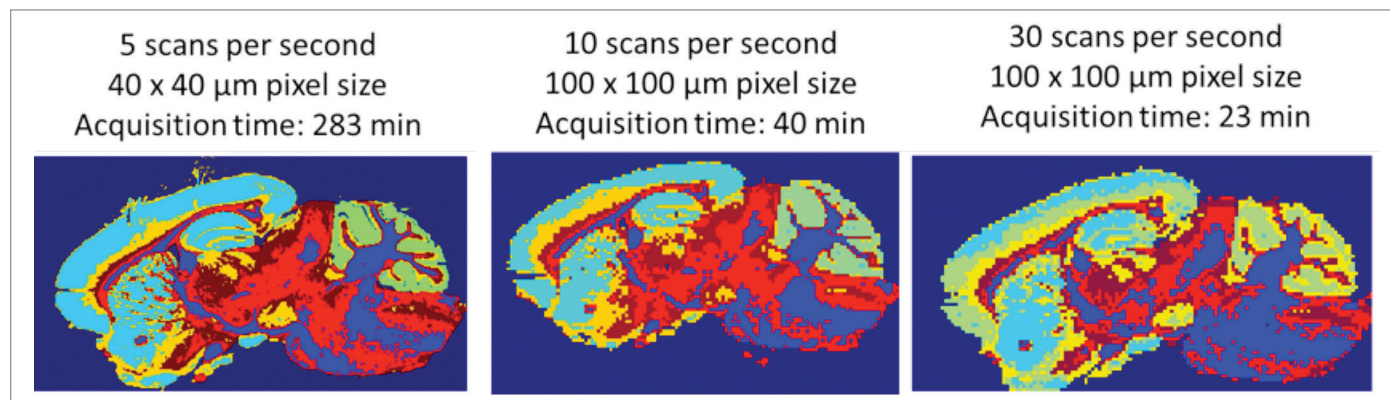 5 scans per second
40 x 40 µm pixel size
Acquisition time: 283 min
10 scans per second
100 x 100 µm pixel size
Acquisition time: 40 min
30 scans per second
100 x 100 µm pixel size
Acquisition time: 23 min